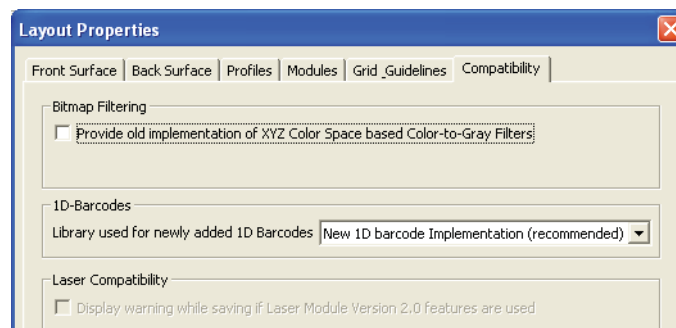 Layout Properties
Front Surface Back Surface Profiles Modules Grid_Guidelines Compatibility
Bitmap Filtering
Provide old implementation of XYZ Color Space based Color-to-Gray Filters
1D-Barcodes
Library used for newly added 1D Barcodes New 1D barcode Implementation (recommended)
Laser Compatibility
Display warning while saving if Laser Module Version 2.0 features are used